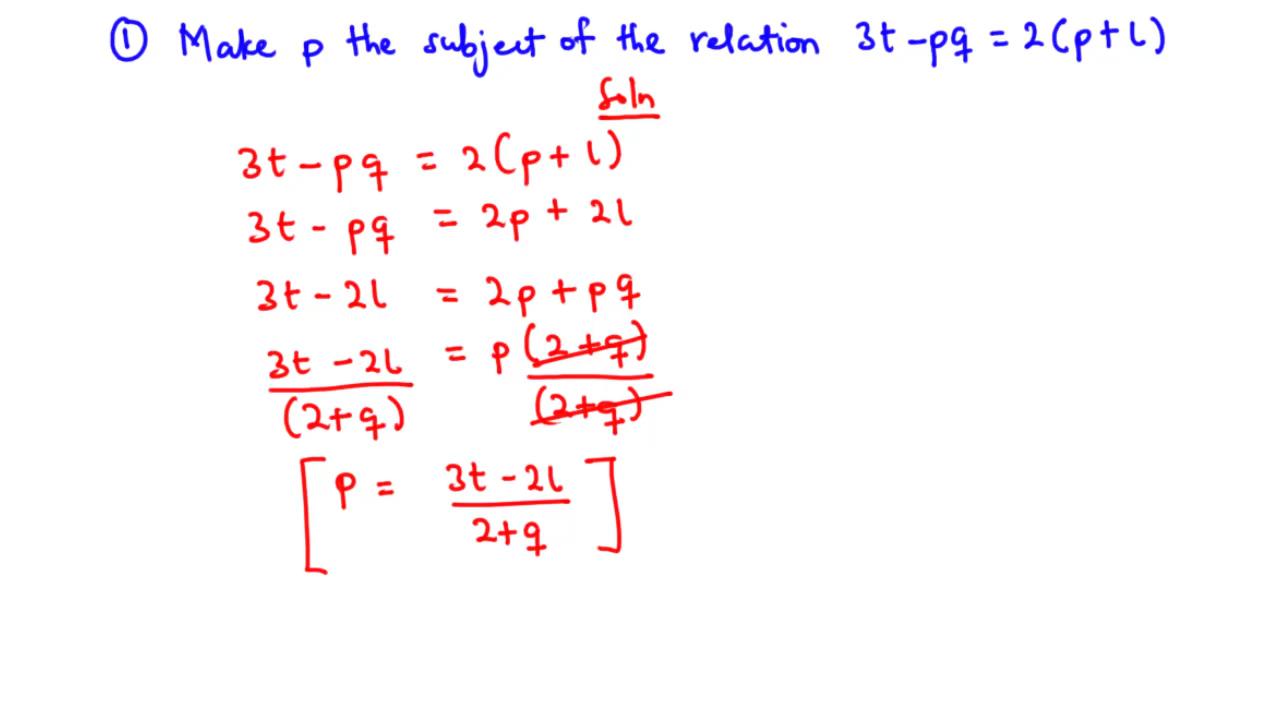 ① Make p the subject of the relation 3t - pq = 2(p + l)
Soln
3t - pq = 2(p + l)
3t - pq = 2p + 2l
3t - 2l = 2p + pq
3t - 2l = p (2 + q)
(2 + q) (2 + q)
[ p = 3t - 2l ]
2 + q